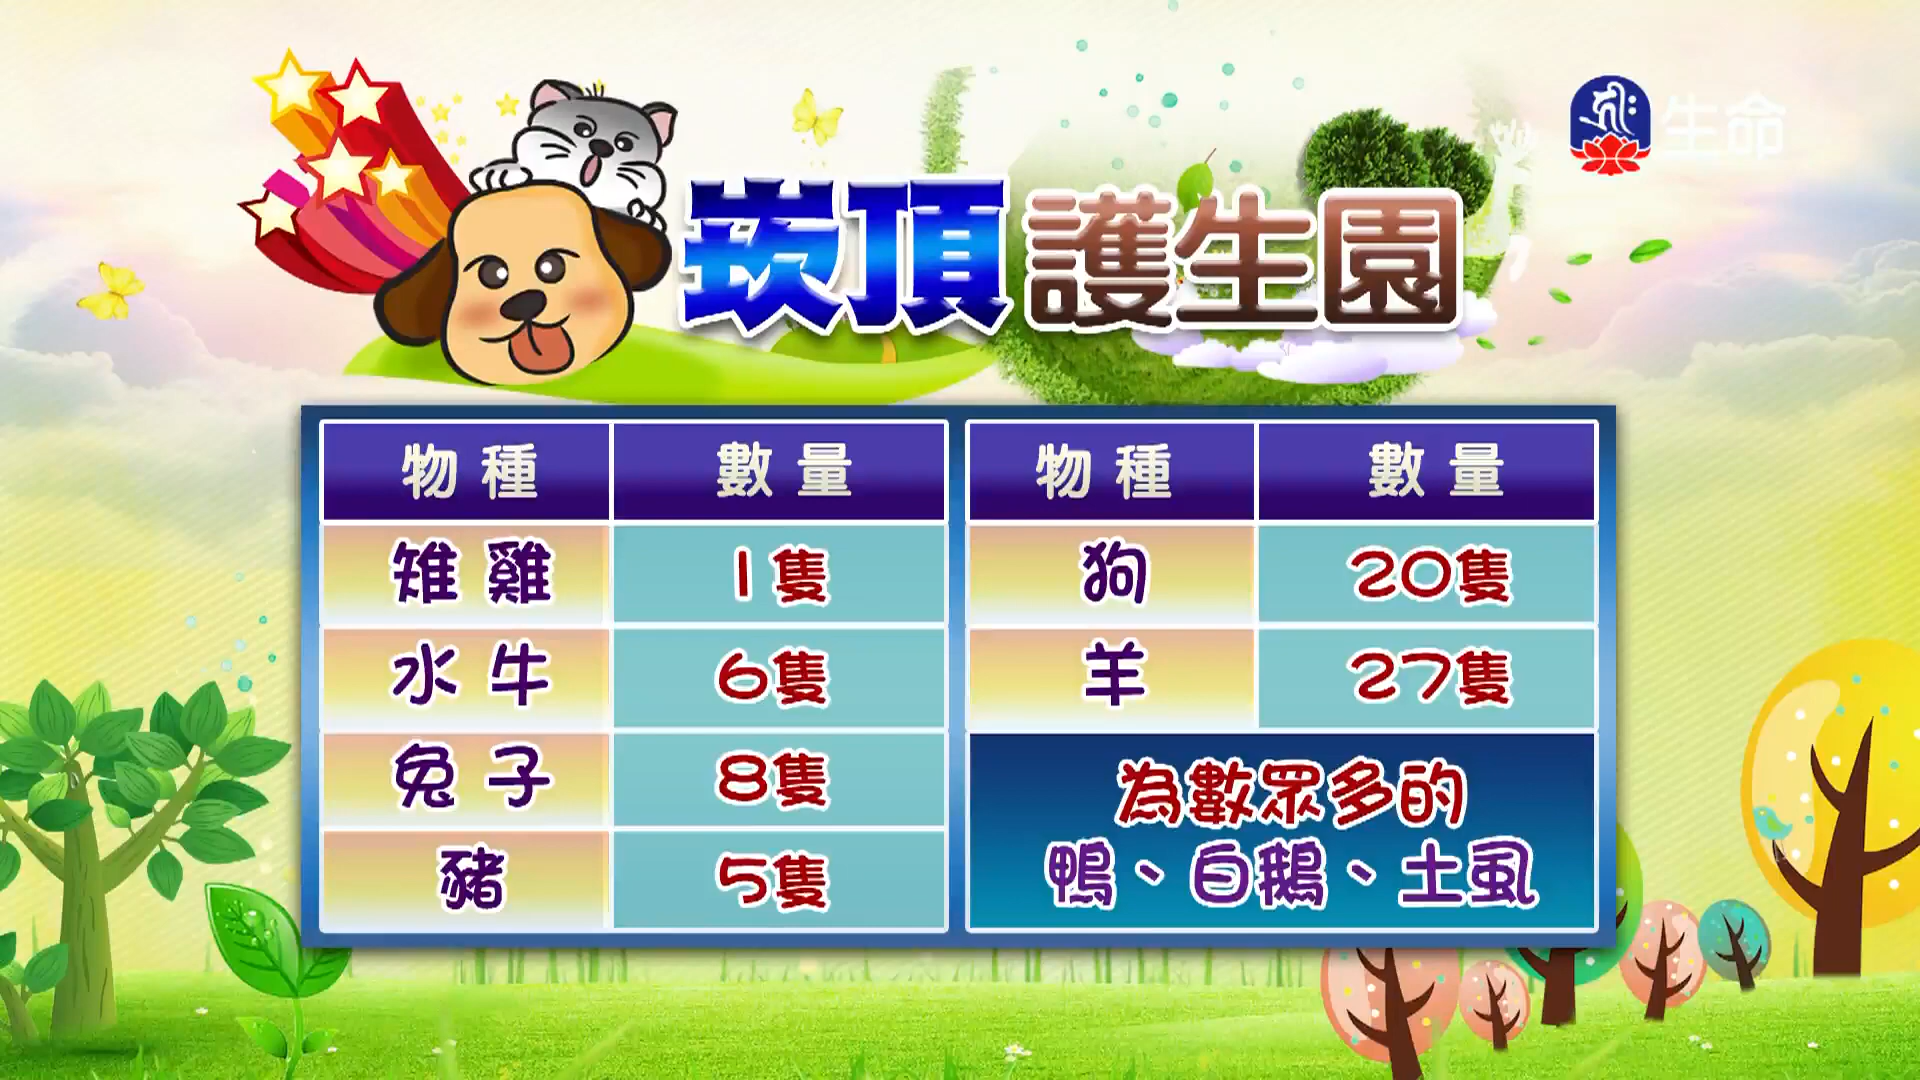 生命
崁頂護生園
物種 數量 物種 數量
雉雞 1隻 狗 20隻
水牛 6隻 羊 27隻
兔子 8隻
豬 5隻
為數眾多的
鴨、白鵝、土虱